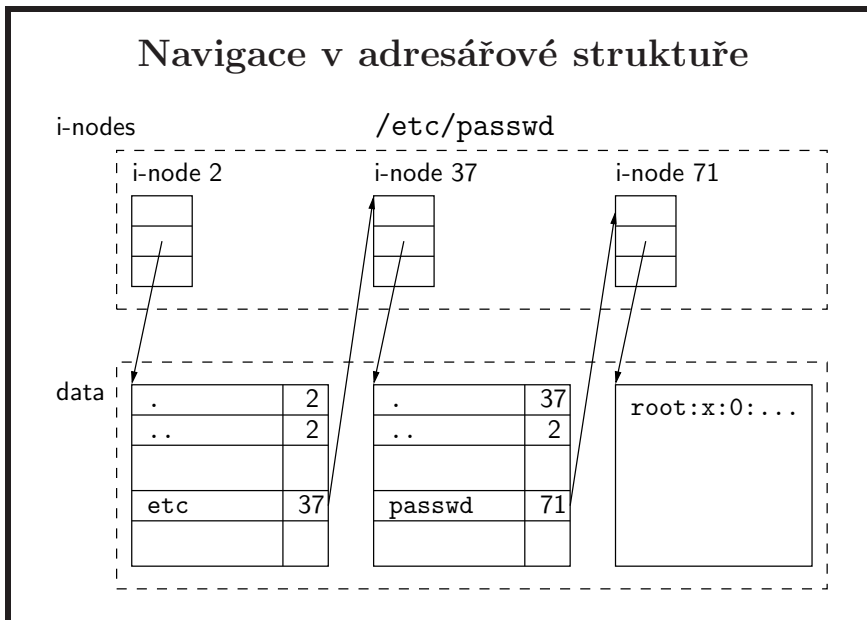 Navigace v adresářové struktuře
i-nodes /etc/passwd
i-node 2 i-node 37 i-node 71
data
. 2 . 37 root:x:0:...
.. 2 .. 2
etc 37 passwd 71